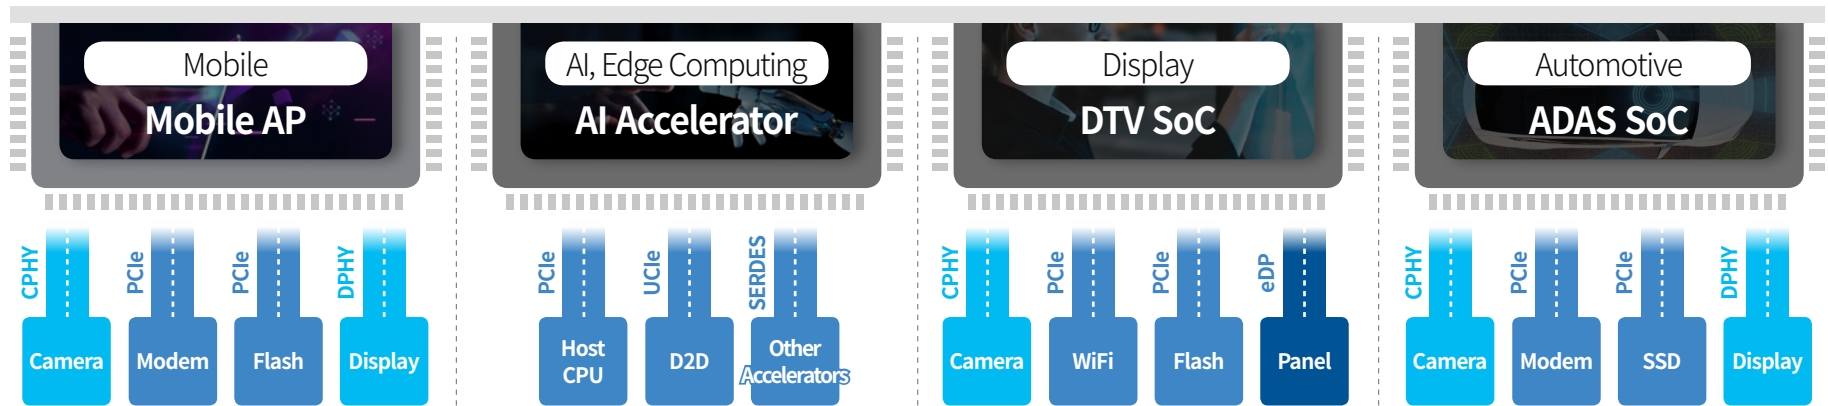 Mobile
Mobile AP
CPHY
PCIe
PCIe
DPHY
Camera
Modem
Flash
Display
AI, Edge Computing
AI Accelerator
PCIe
UCIe
SERDES
Host
CPU
D2D
Other
Accelerators
Display
DTV SoC
CPHY
PCIe
PCIe
eDP
Camera
WiFi
Flash
Panel
Automotive
ADAS SoC
CPHY
PCIe
PCIe
DPHY
Camera
Modem
SSD
Display